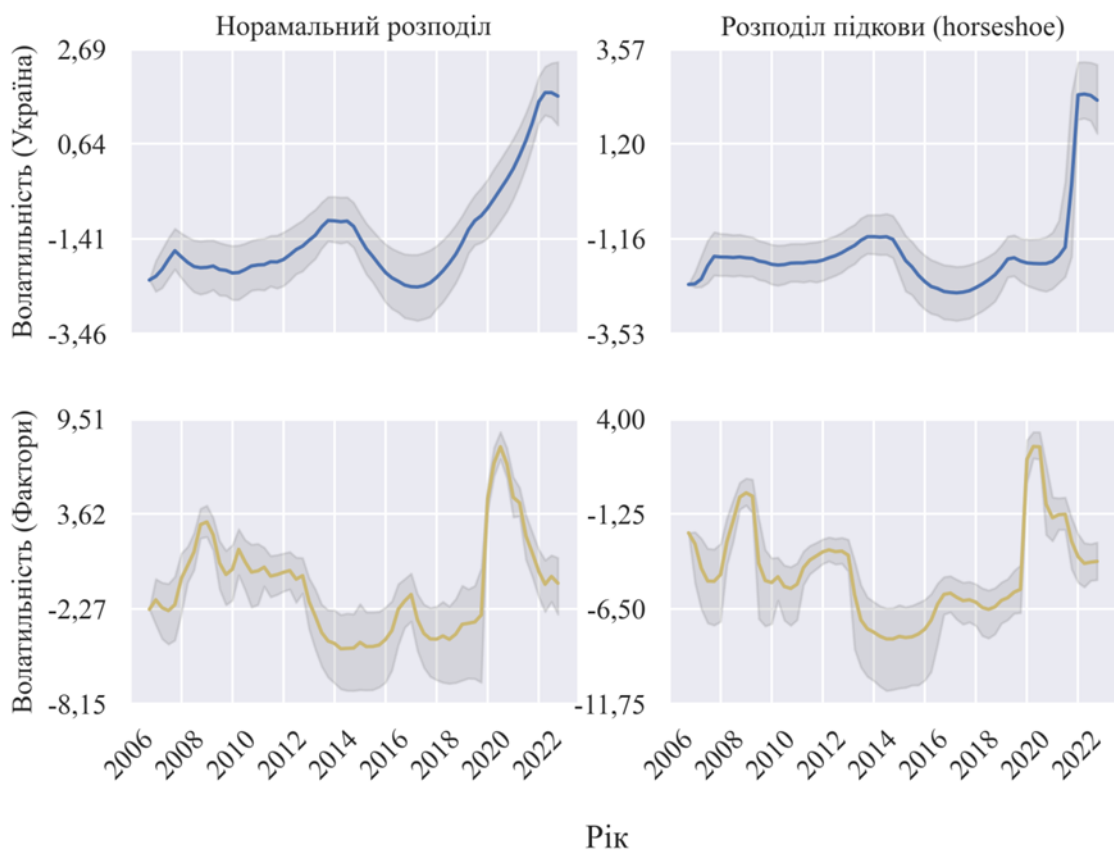 Норамальний розподіл
Розподіл підкови (horseshoe)
Волатильність (Україна)
2,69
0,64
-1,41
-3,46
3,57
1,20
-1,16
-3,53
Волатильність (Фактори)
9,51
3,62
-2,27
-8,15
4,00
-1,25
-6,50
-11,75
2006 2008 2010 2012 2014 2016 2018 2020 2022
2006 2008 2010 2012 2014 2016 2018 2020 2022
Рік